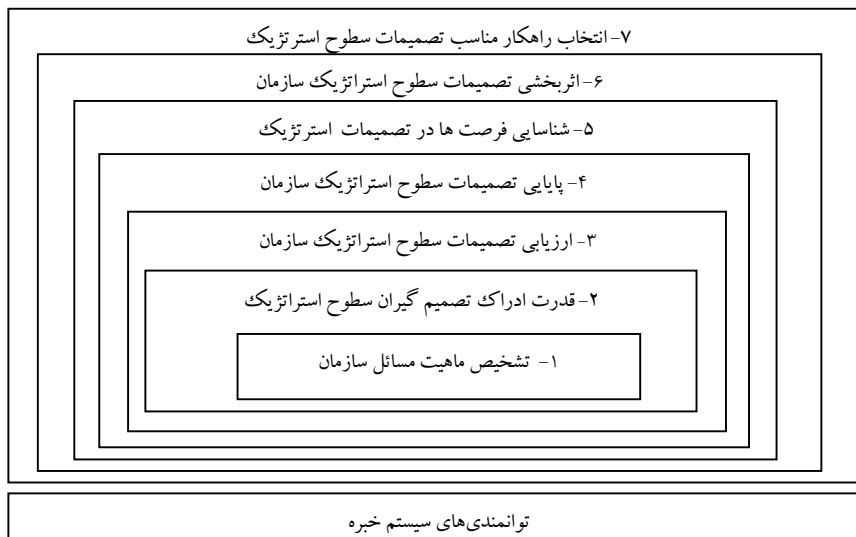 ۷- انتخاب راهکار مناسب تصمیمات سطوح استرتژیک
۶- اثربخشی تصمیمات سطوح استراتژیک سازمان
۵- شناسایی فرصت ها در تصمیمات استرتژیک
۴- پایایی تصمیمات سطوح استراتژیک سازمان
۳- ارزیابی تصمیمات سطوح استراتژیک سازمان
۲- قدرت ادراک تصمیم گیران سطوح استراتژیک
۱- تشخیص ماهیت مسائل سازمان
توانمندی‌های سیستم خبره